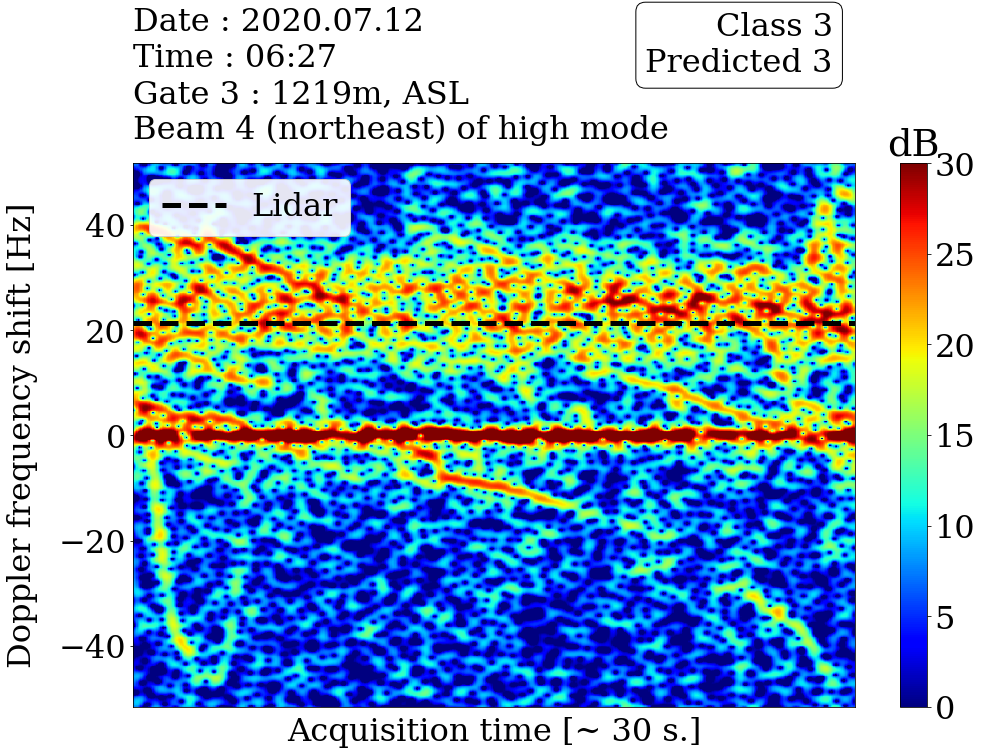 Date : 2020.07.12
Time : 06:27
Gate 3 : 1219m, ASL
Beam 4 (northeast) of high mode
Class 3
Predicted 3
dB
Lidar
Doppler frequency shift [Hz]
40
20
0
−20
−40
30
25
20
15
10
5
0
Acquisition time [~ 30 s.]